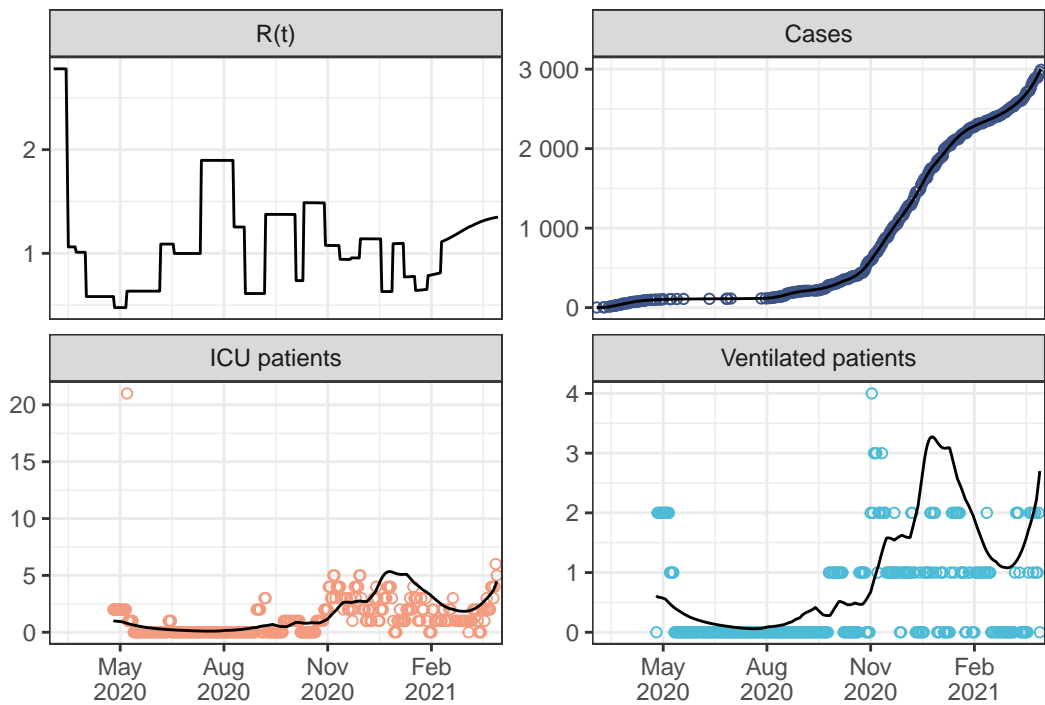 R(t)
Cases
2
1
3 000
2 000
1 000
0
ICU patients
Ventilated patients
20
15
10
5
0
4
3
2
1
0
May Aug Nov Feb
2020 2020 2020 2021
May Aug Nov Feb
2020 2020 2020 2021